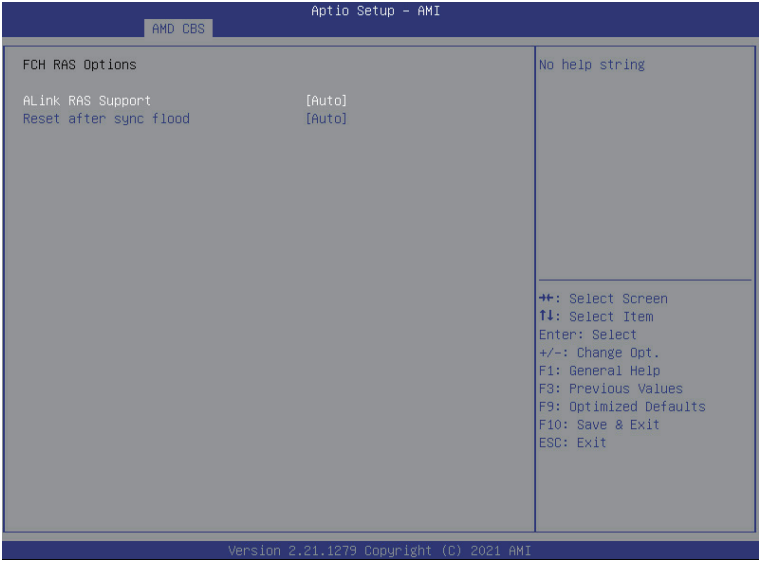 Aptio Setup – AMI
AMD CBS
FCH RAS Options
ALink RAS Support [Auto]
Reset after sync flood [Auto]
No help string
→←: Select Screen
↑↓: Select Item
Enter: Select
+/-: Change Opt.
F1: General Help
F3: Previous Values
F9: Optimized Defaults
F10: Save & Exit
ESC: Exit
Version 2.21.1279 Copyright (C) 2021 AMI